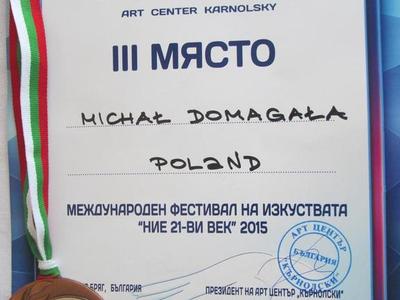 ART CENTER KARNOLSKY
III МЯСТО
MICHAŁ DOMAGAŁA
POLAND
МЕЖДУНАРОДЕН ФЕСТИВАЛ НА ИЗКУСТВАТА
"НИЕ 21-ВИ ВЕК" 2015
АРТ ЦЕНТЪР
БЪЛГАРИЯ
"КЪРНОЛСКИ"
БРЯГ, БЪЛГАРИЯ
ПРЕЗИДЕНТ НА АРТ ЦЕНТЪР "КЪРНОЛСКИ"